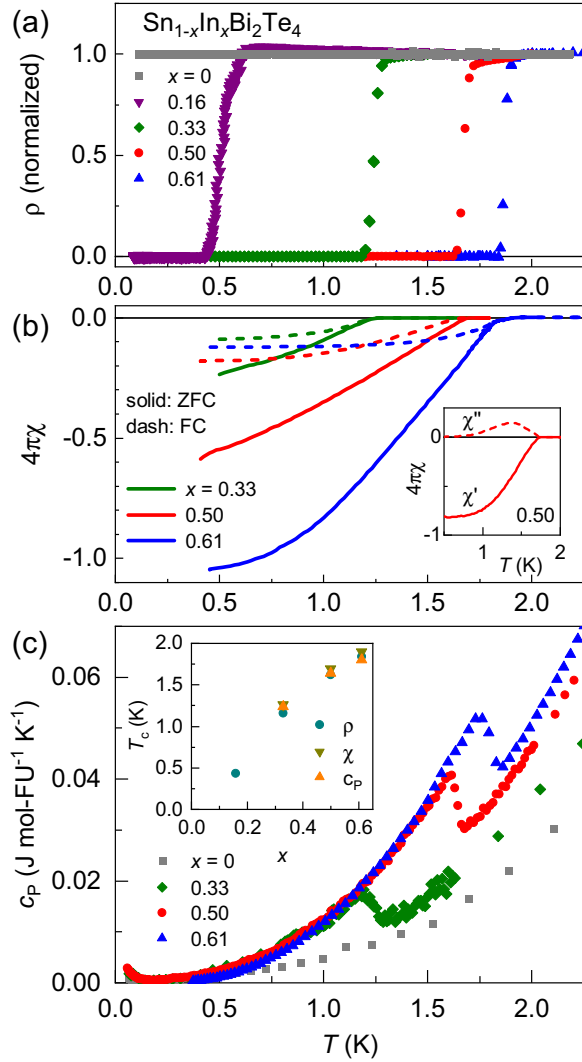 (a)
Sn₁₋ₓInₓBi₂Te₄
x = 0
0.16
0.33
0.50
0.61
ρ (normalized)
1.0
0.5
0.0
0.0 0.5 1.0 1.5 2.0
(b)
0.0
-0.5
-1.0
4πχ
solid: ZFC
dash: FC
x = 0.33
0.50
0.61
χ''
χ'
0.50
4πχ
0
-1
1 2
T (K)
0.0 0.5 1.0 1.5 2.0
(c)
0.06
0.04
0.02
0.00
c_P (J mol-FU⁻¹ K⁻¹)
2.0
1.5
1.0
0.5
0.0
T_c (K)
ρ
χ
c_P
0.0 0.2 0.4 0.6
x
x = 0
0.33
0.50
0.61
0.0 0.5 1.0 1.5 2.0
T (K)